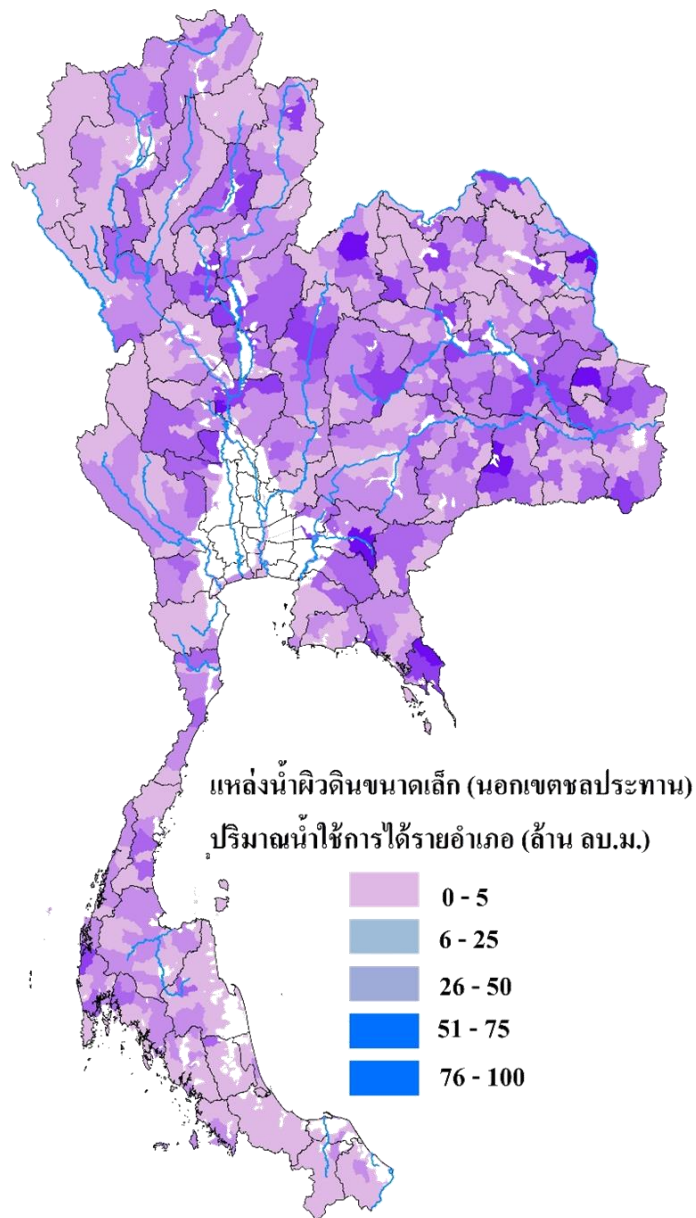 แหล่งน้ำผิวดินขนาดเล็ก (นอกเขตชลประทาน)
ปริมาณน้ำใช้การได้รายอำเภอ (ล้าน ลบ.ม.)
0 - 5
6 - 25
26 - 50
51 - 75
76 - 100